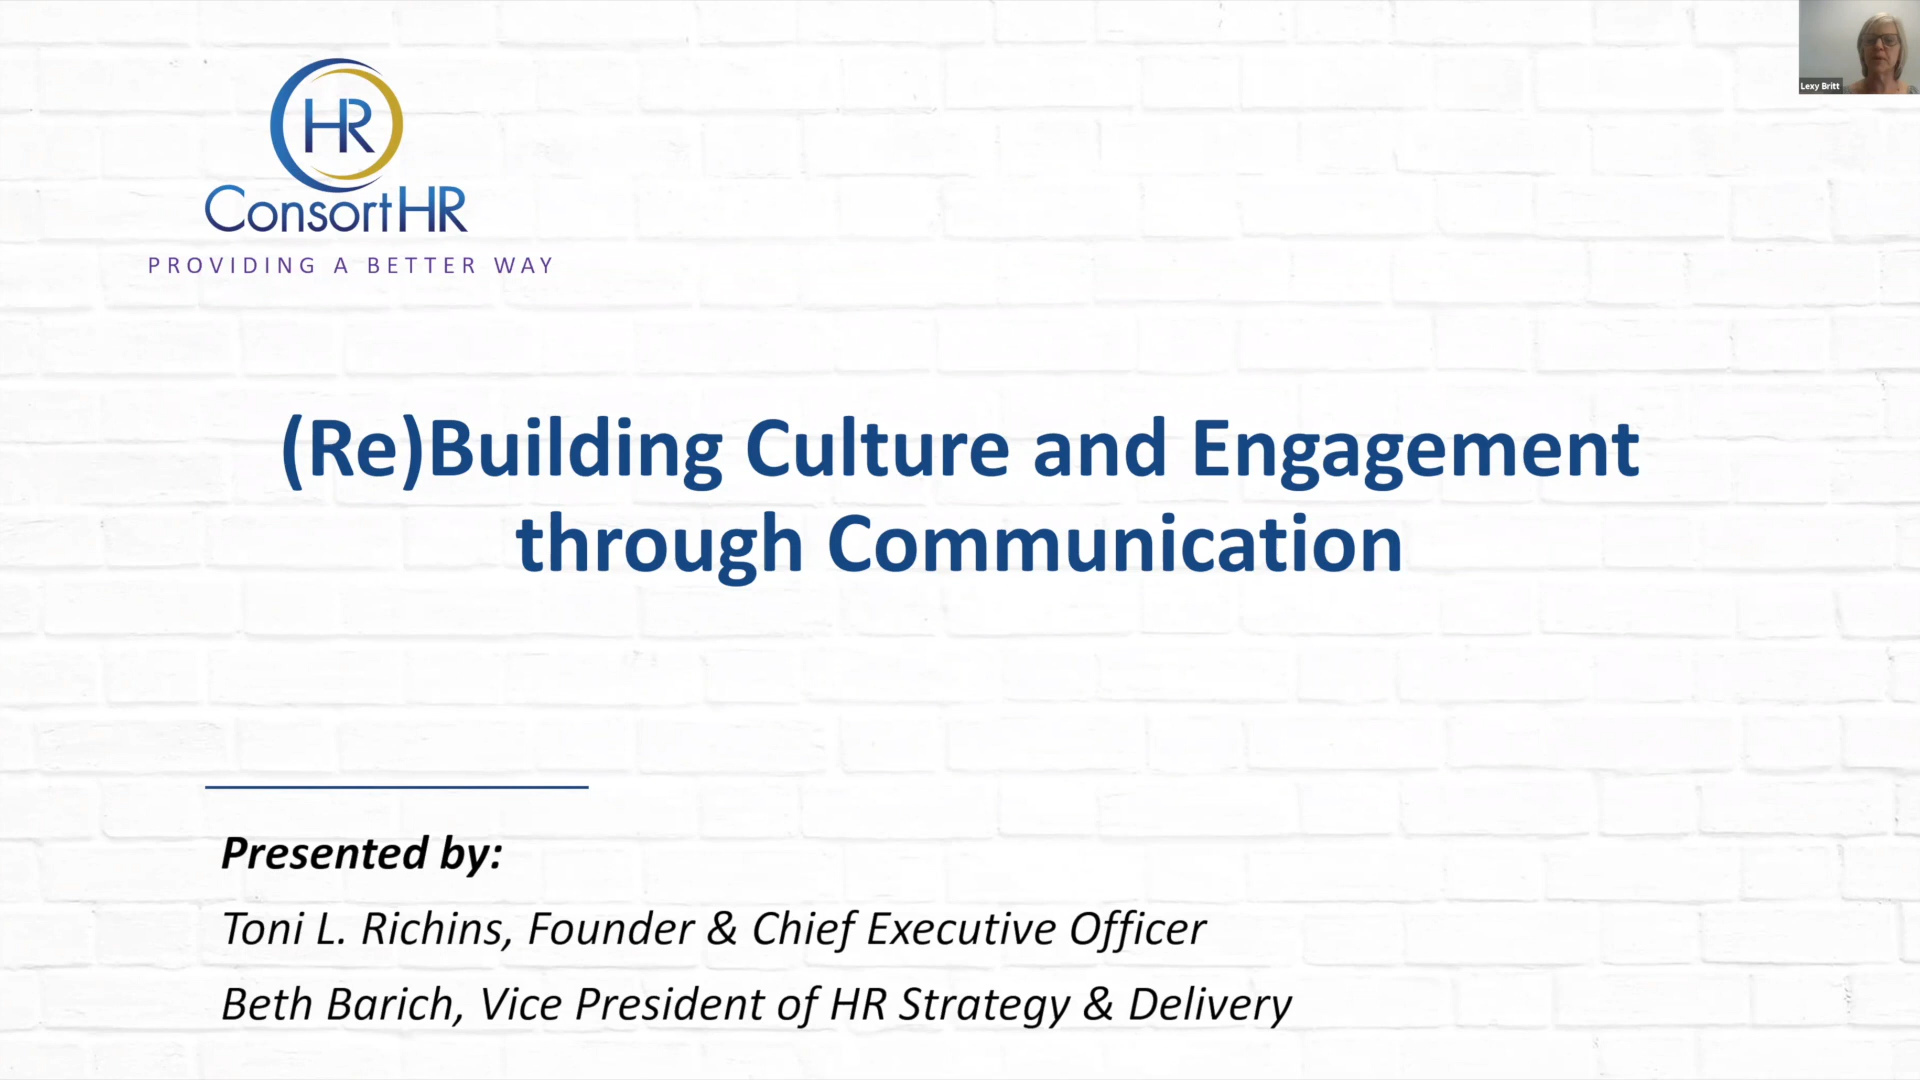 Lexy Britt
HR
ConsortHR
PROVIDING A BETTER WAY
(Re)Building Culture and Engagement
through Communication
Presented by:
Toni L. Richins, Founder & Chief Executive Officer
Beth Barich, Vice President of HR Strategy & Delivery